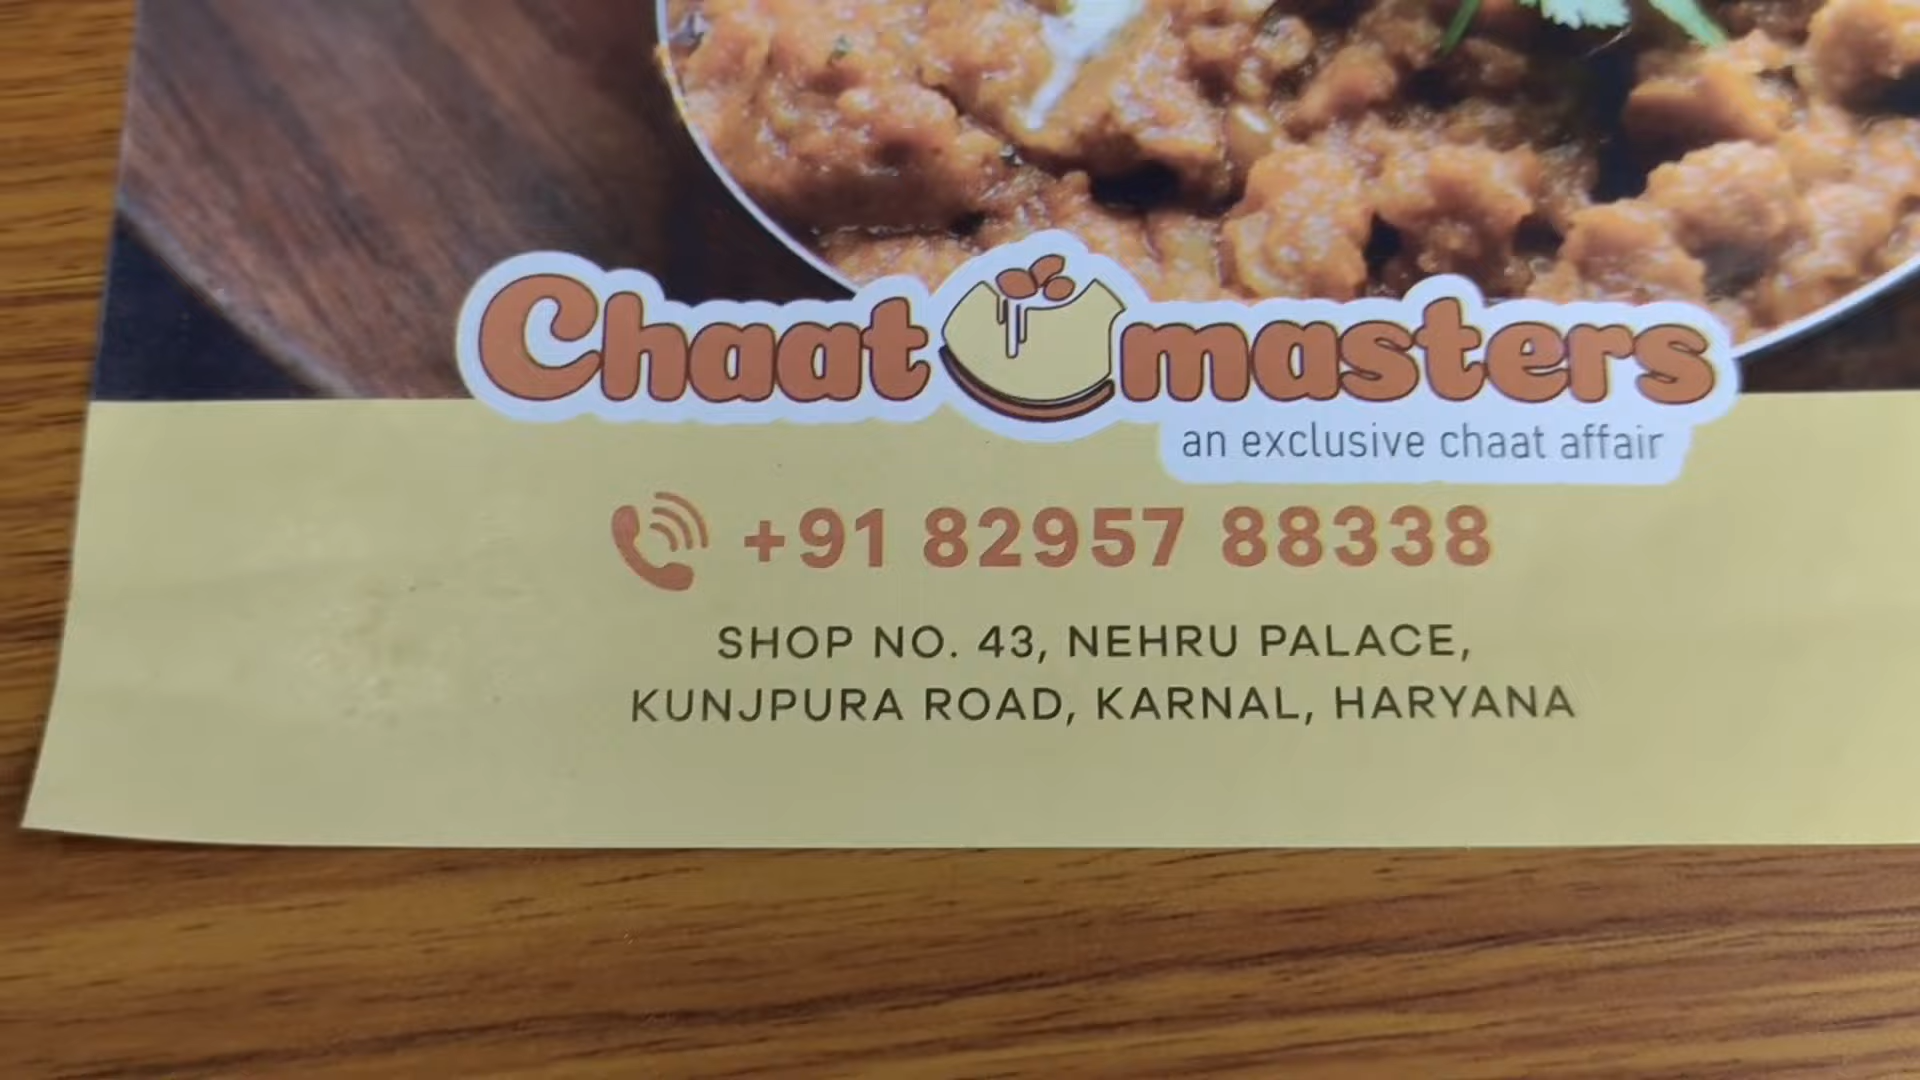 Chaat masters
an exclusive chaat affair
+91 82957 88338
SHOP NO. 43, NEHRU PALACE,
KUNJPURA ROAD, KARNAL, HARYANA